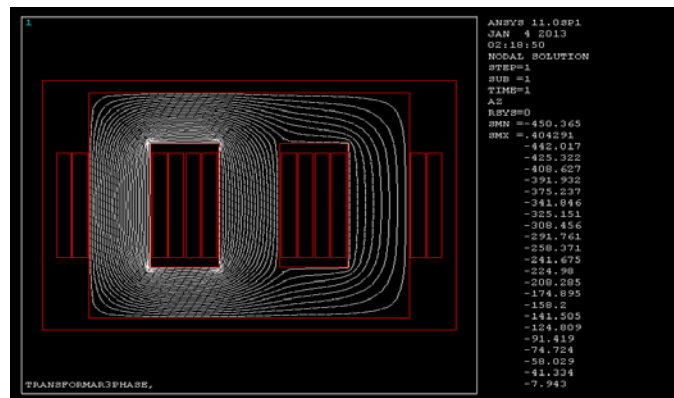 1
ANSYS 11.0SP1
JAN 4 2013
02:18:50
NODAL SOLUTION
STEP=1
SUB =1
TIME=1
AZ
RSYS=0
SMN =-450.365
SMX =.404291
-442.017
-425.322
-408.627
-391.932
-375.237
-341.846
-325.151
-308.456
-291.761
-258.371
-241.675
-224.98
-208.285
-174.895
-158.2
-141.505
-124.809
-91.419
-74.724
-58.029
-41.334
-7.943
TRANSFORMAR3PHASE,